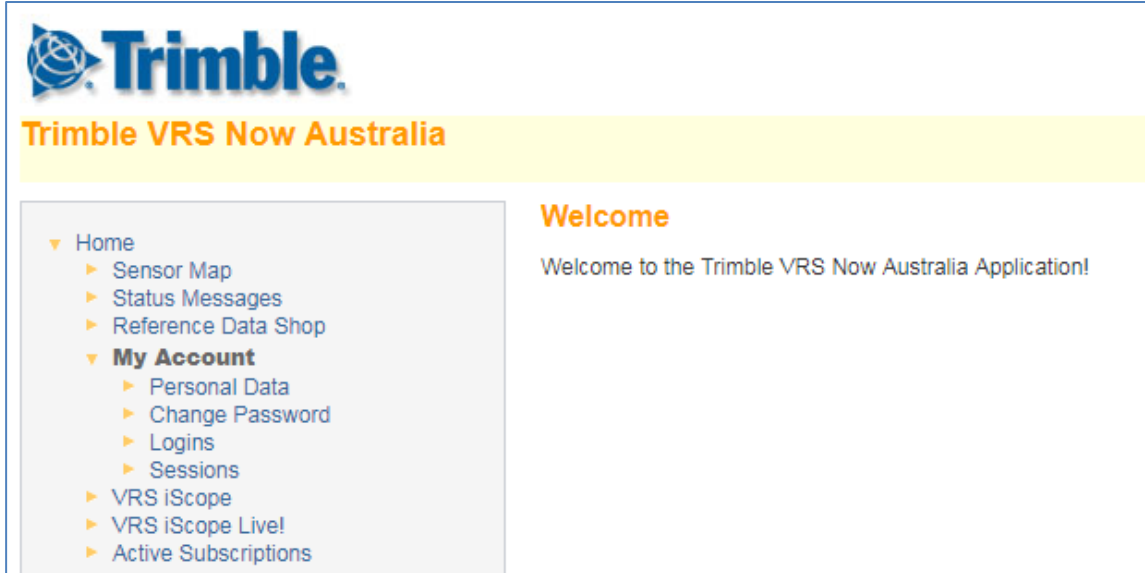 Trimble.
Trimble VRS Now Australia
Home
Sensor Map
Status Messages
Reference Data Shop
My Account
Personal Data
Change Password
Logins
Sessions
VRS iScope
VRS iScope Live!
Active Subscriptions
Welcome
Welcome to the Trimble VRS Now Australia Application!